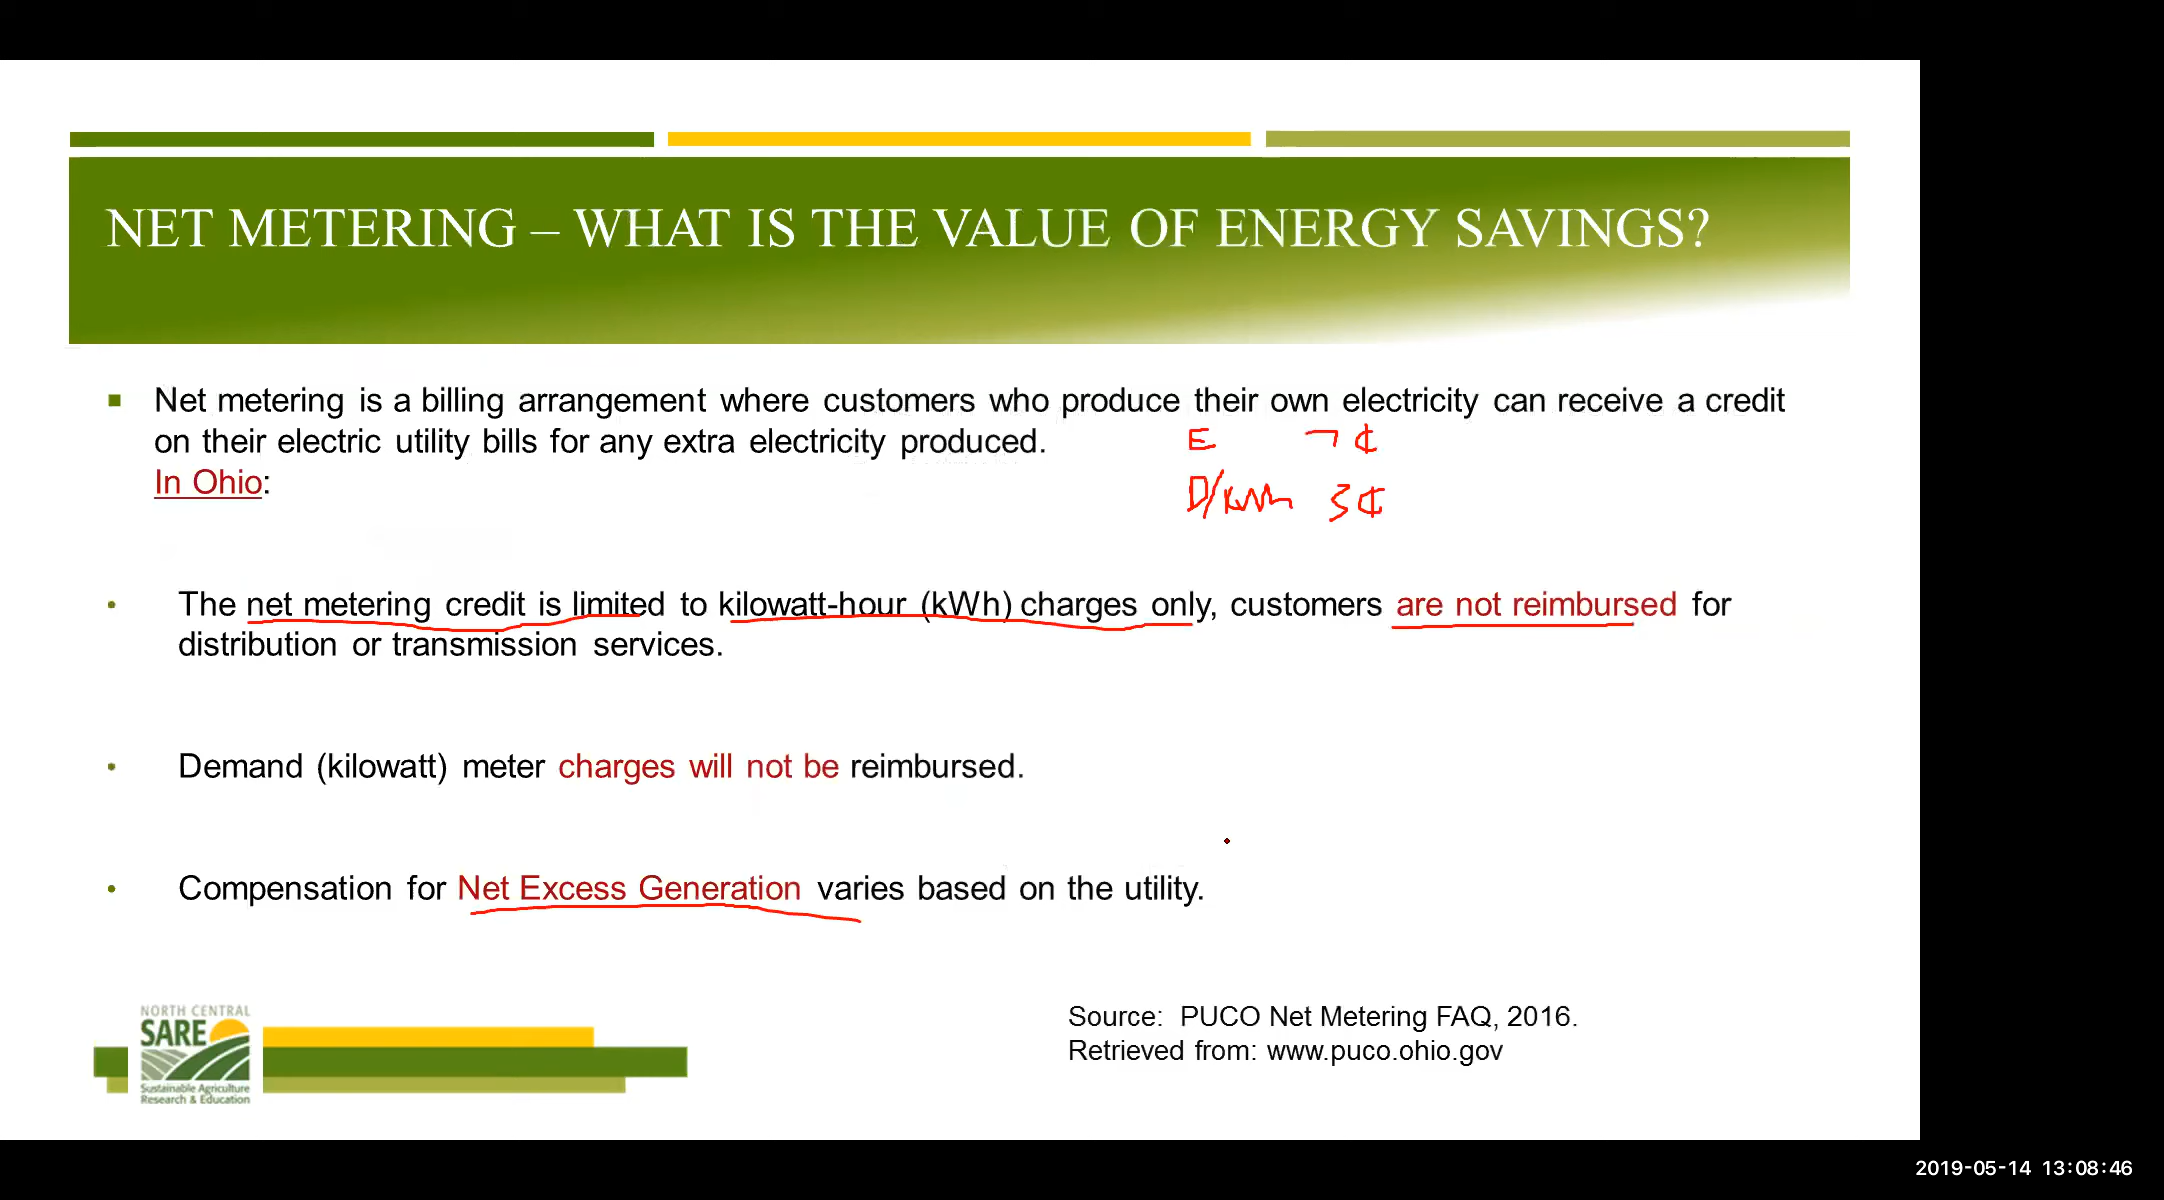 NET METERING – WHAT IS THE VALUE OF ENERGY SAVINGS?
Net metering is a billing arrangement where customers who produce their own electricity can receive a credit
on their electric utility bills for any extra electricity produced.
E 7 ¢
In Ohio:
D/kWh 3¢
The net metering credit is limited to kilowatt-hour (kWh) charges only, customers are not reimbursed for
distribution or transmission services.
Demand (kilowatt) meter charges will not be reimbursed.
Compensation for Net Excess Generation varies based on the utility.
NORTH CENTRAL
SARE
Sustainable Agriculture
Research & Education
Source: PUCO Net Metering FAQ, 2016.
Retrieved from: www.puco.ohio.gov
2019-05-14 13:08:46